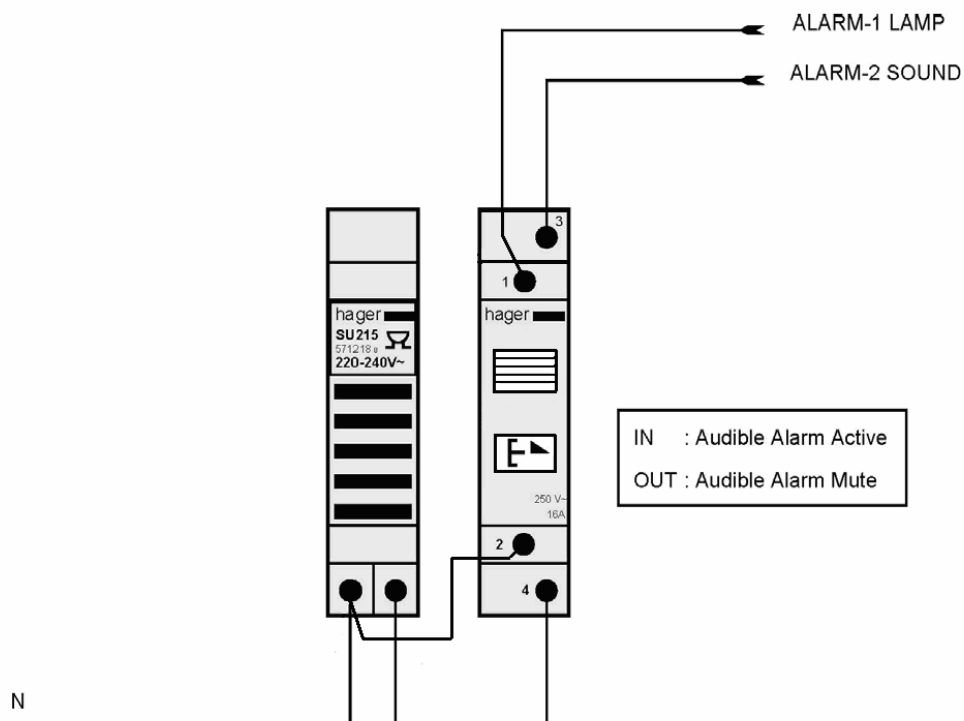 ALARM-1 LAMP
ALARM-2 SOUND
3
1
hager
SU215
571218
220-240V~
hager
IN : Audible Alarm Active
OUT : Audible Alarm Mute
250 V~
16A
2
4
N